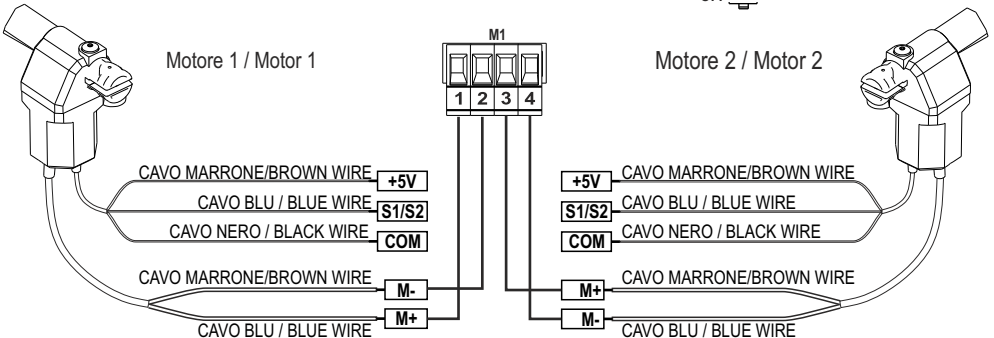 M1
Motore 1 / Motor 1
Motore 2 / Motor 2
1 2 3 4
CAVO MARRONE/BROWN WIRE +5V
+5V CAVO MARRONE/BROWN WIRE
CAVO BLU / BLUE WIRE S1/S2
S1/S2 CAVO BLU / BLUE WIRE
CAVO NERO / BLACK WIRE COM
COM CAVO NERO / BLACK WIRE
CAVO MARRONE/BROWN WIRE M-
M+ CAVO MARRONE/BROWN WIRE
CAVO BLU / BLUE WIRE M+
M- CAVO BLU / BLUE WIRE